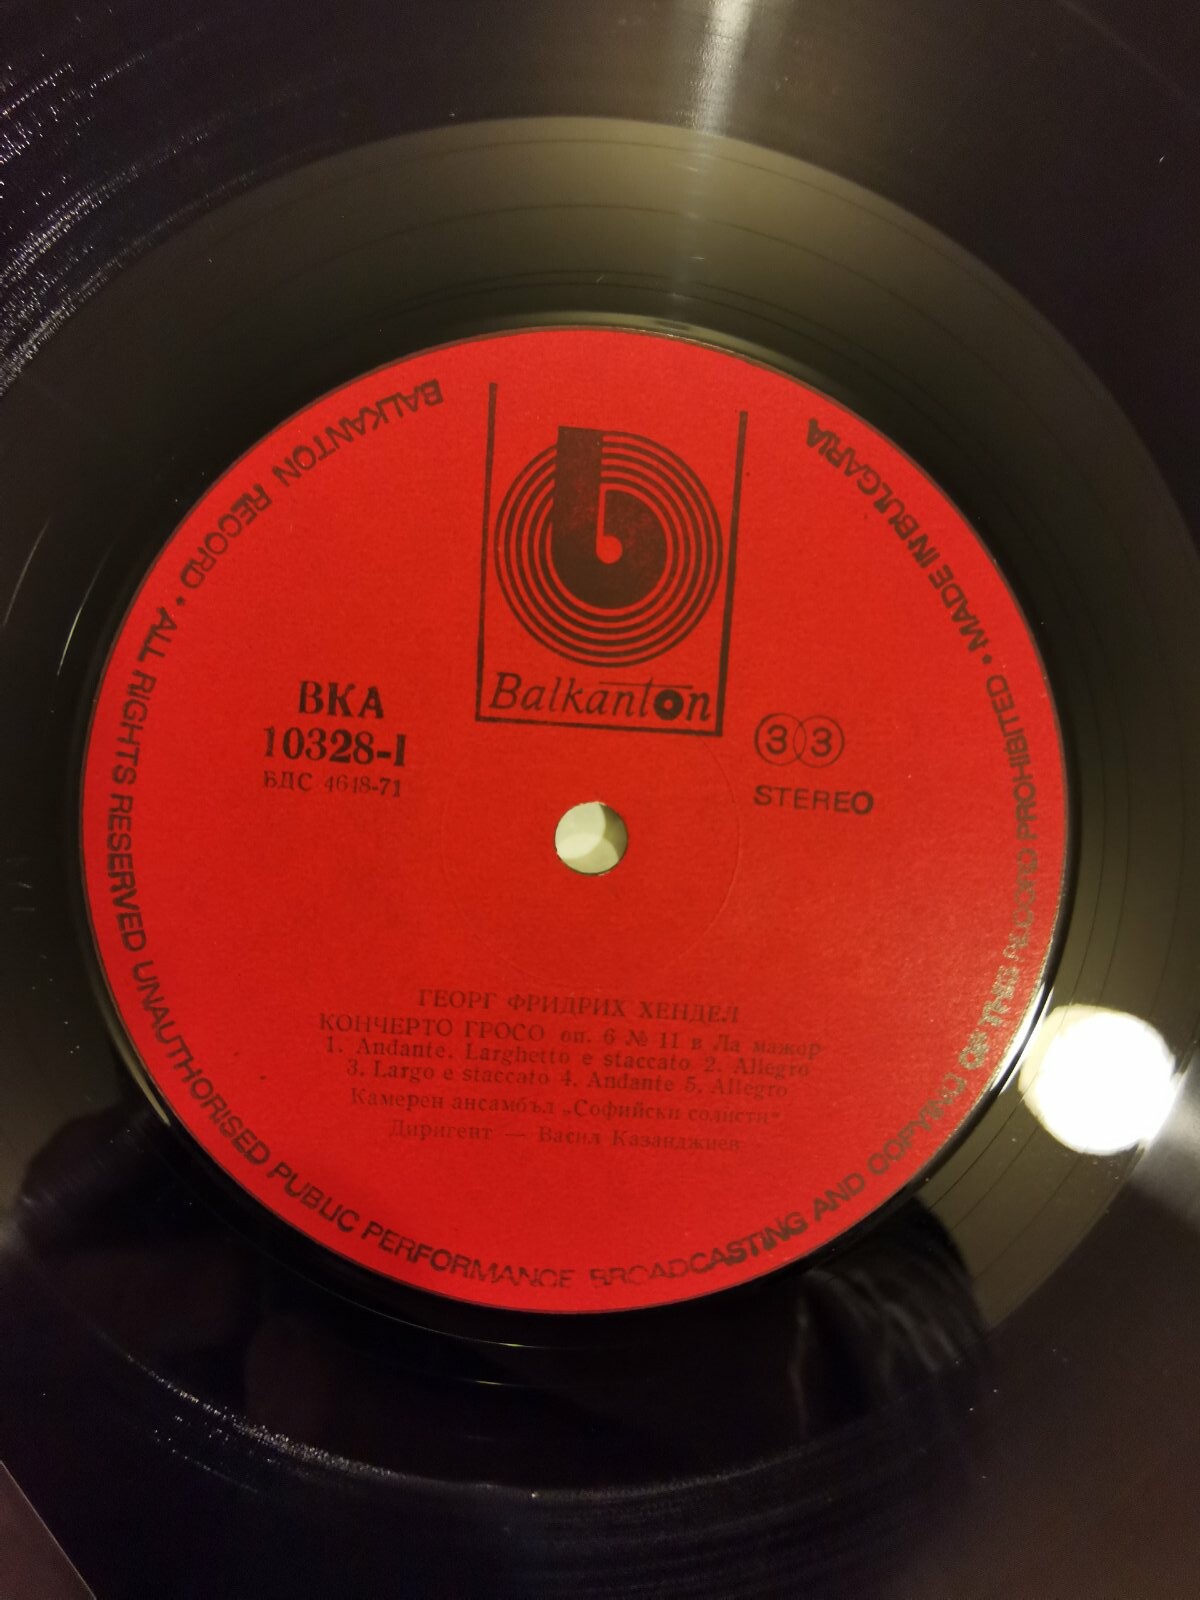 BALKANTON RECORD • ALL RIGHTS RESERVED UNAUTHORISED PUBLIC PERFORMANCE BROADCASTING AND COPYING OF THIS RECORD PROHIBITED • MADE IN BULGARIA
Balkanton
ВКА
10328-I
БДС 4648-71
33
STEREO
ГЕОРГ ФРИДРИХ ХЕНДЕЛ
КОНЧЕРТО ГРОСО оп. 6 № 11 в Ла мажор
1. Andante. Larghetto e staccato 2. Allegro
3. Largo e staccato 4. Andante 5. Allegro
Камерен ансамбъл „Софийски солисти“
Диригент — Васил Казанджиев